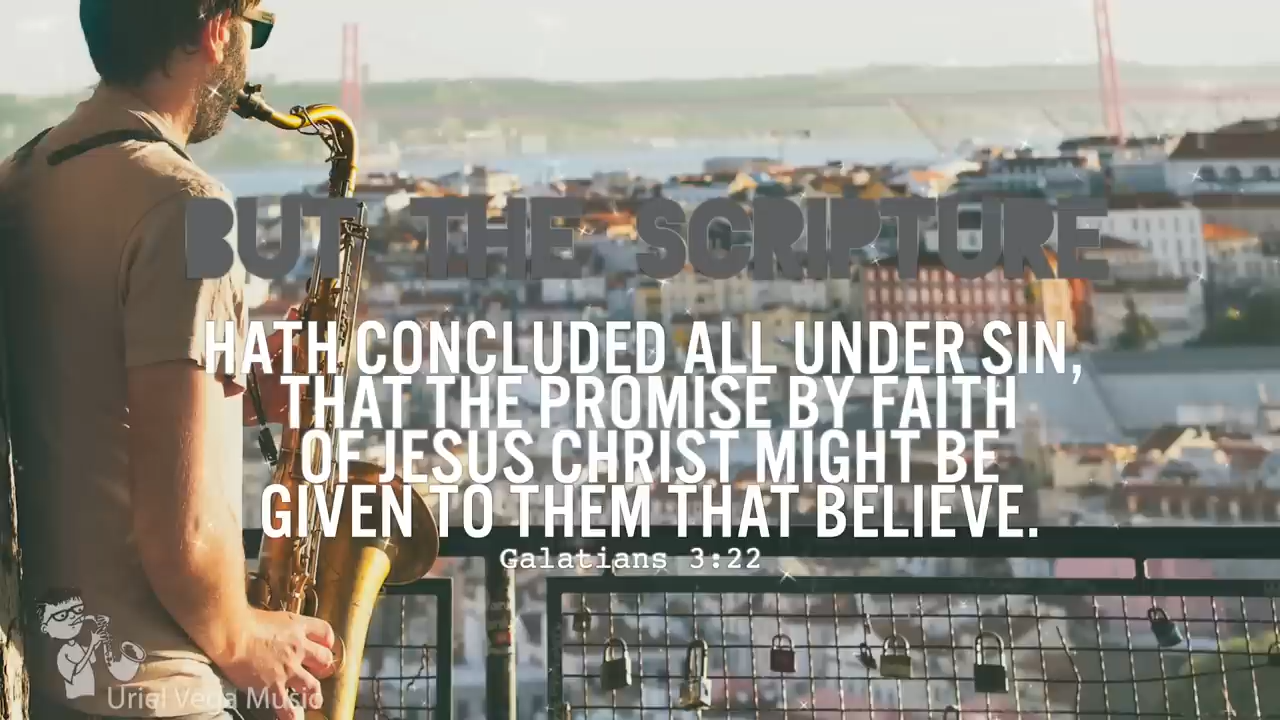 BUT THE SCRIPTURE
HATH CONCLUDED ALL UNDER SIN,
THAT THE PROMISE BY FAITH
OF JESUS CHRIST MIGHT BE
GIVEN TO THEM THAT BELIEVE.
Galatians 3:22
Uriel Vega Music